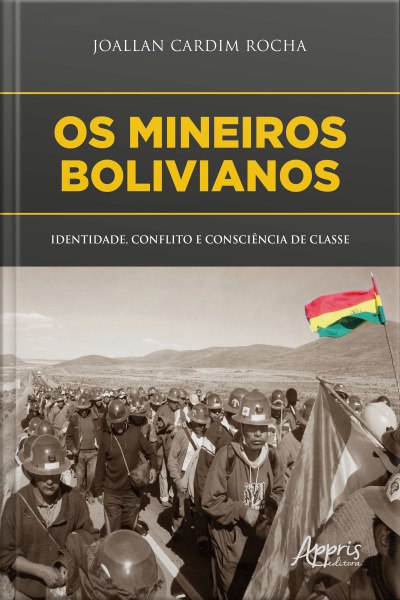 JOALLAN CARDIM ROCHA
OS MINEIROS
BOLIVIANOS
IDENTIDADE, CONFLITO E CONSCIÊNCIA DE CLASSE
Appris
editora